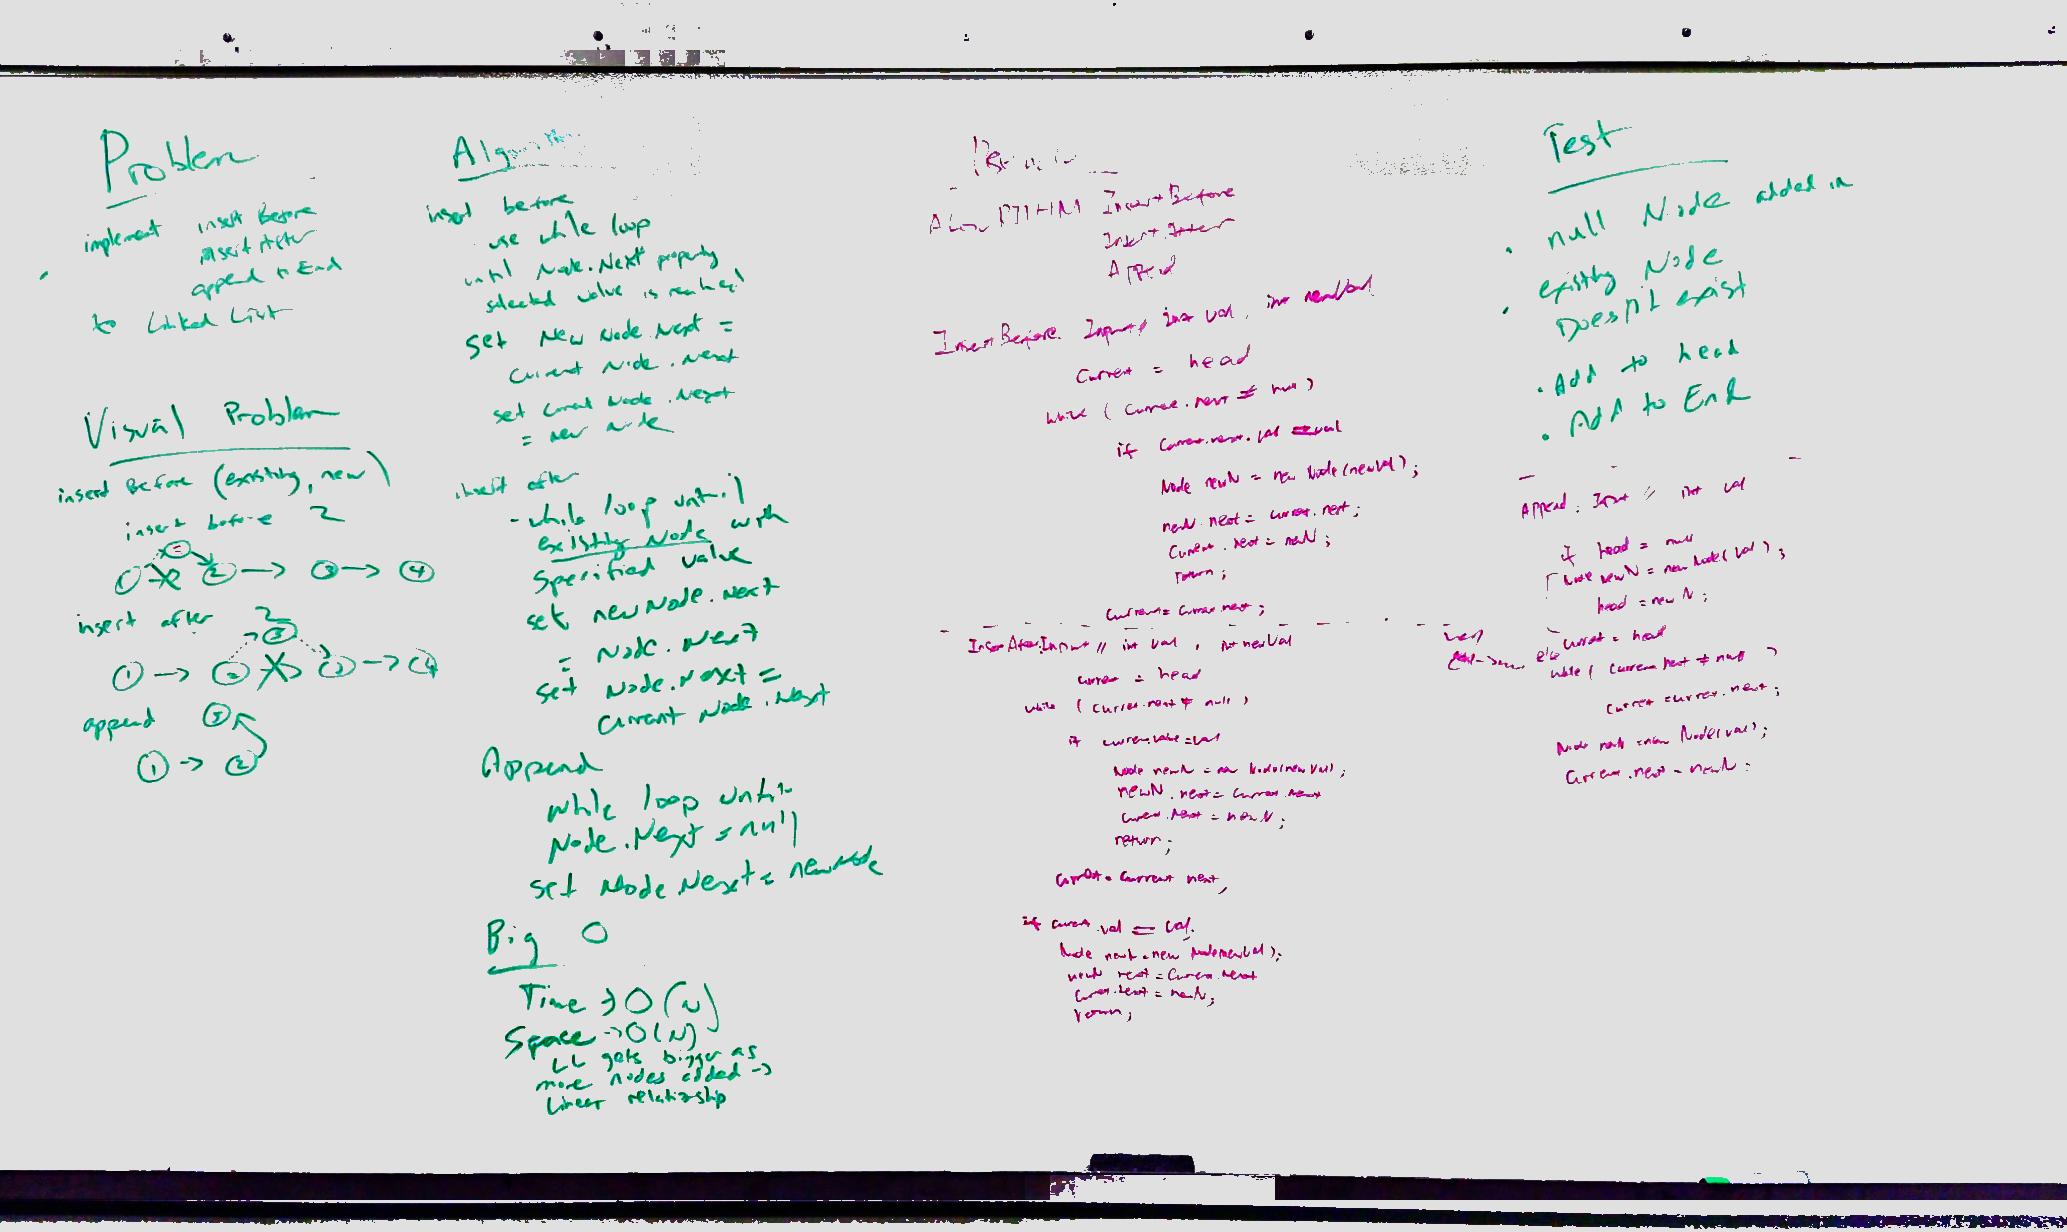 Problem
implement insert Before
insert After
append to End
to Linked List
Visual Problem
insert Before (existing, new)
insert before 2
1 2 → 3 → 4
insert after 2
5
1 → 2 3 → 4
append 3
1 → 2
Algorithm
insert before
use while loop
until Node.Next property
selected value is reached
set New Node.Next =
Current Node.Next
set Current Node.Next
= new Node
insert after
- while loop until
existing Node with
specified value
set newNode.Next
= Node.Next
set Node.Next =
Current Node.Next
Append
while loop until
Node.Next = null
set Node.Next = newNode
Big O
Time → O(N)
Space → O(N)
LL gets bigger as
more nodes added →
Linear relationship
ALGORITHM InsertBefore
Insert After
Append
InsertBefore: Input // int val, int newVal
Current = head
while (Current.next ≠ null)
if Current.next.val == val
Node newN = new Node(newVal);
newN.next = current.next;
Current.next = newN;
return;
Current = Current.next;
InsertAfter: Input // int val, int newVal
current = head
while (current.next ≠ null)
if current.value = val
Node newN = new Node(newVal);
newN.next = Current.Next
Current.Next = newN;
return;
Current = Current.next;
if current.val == val.
Node newN = new Node(newVal);
newN.next = Current.Next
Current.Next = newN;
return;
Test
• null Node added in
• existing Node
Doesn't exist
• Add to head
• Add to End
Append: Input // int val
if head = null
Node newN = new Node(val);
head = newN;
else current = head
while (current.next ≠ null)
current = current.next;
Node newN = new Node(val);
Current.next = newN;